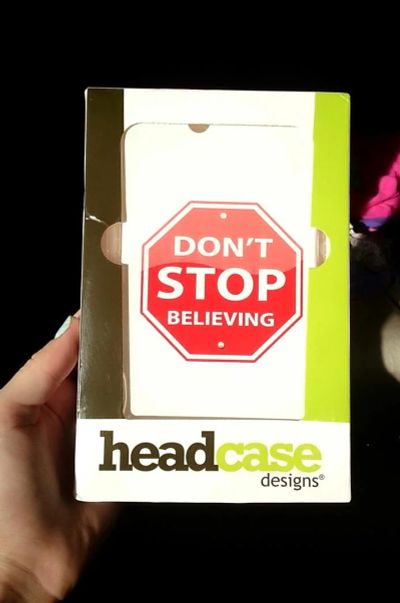 DON'T
STOP
BELIEVING
headcase
designs®